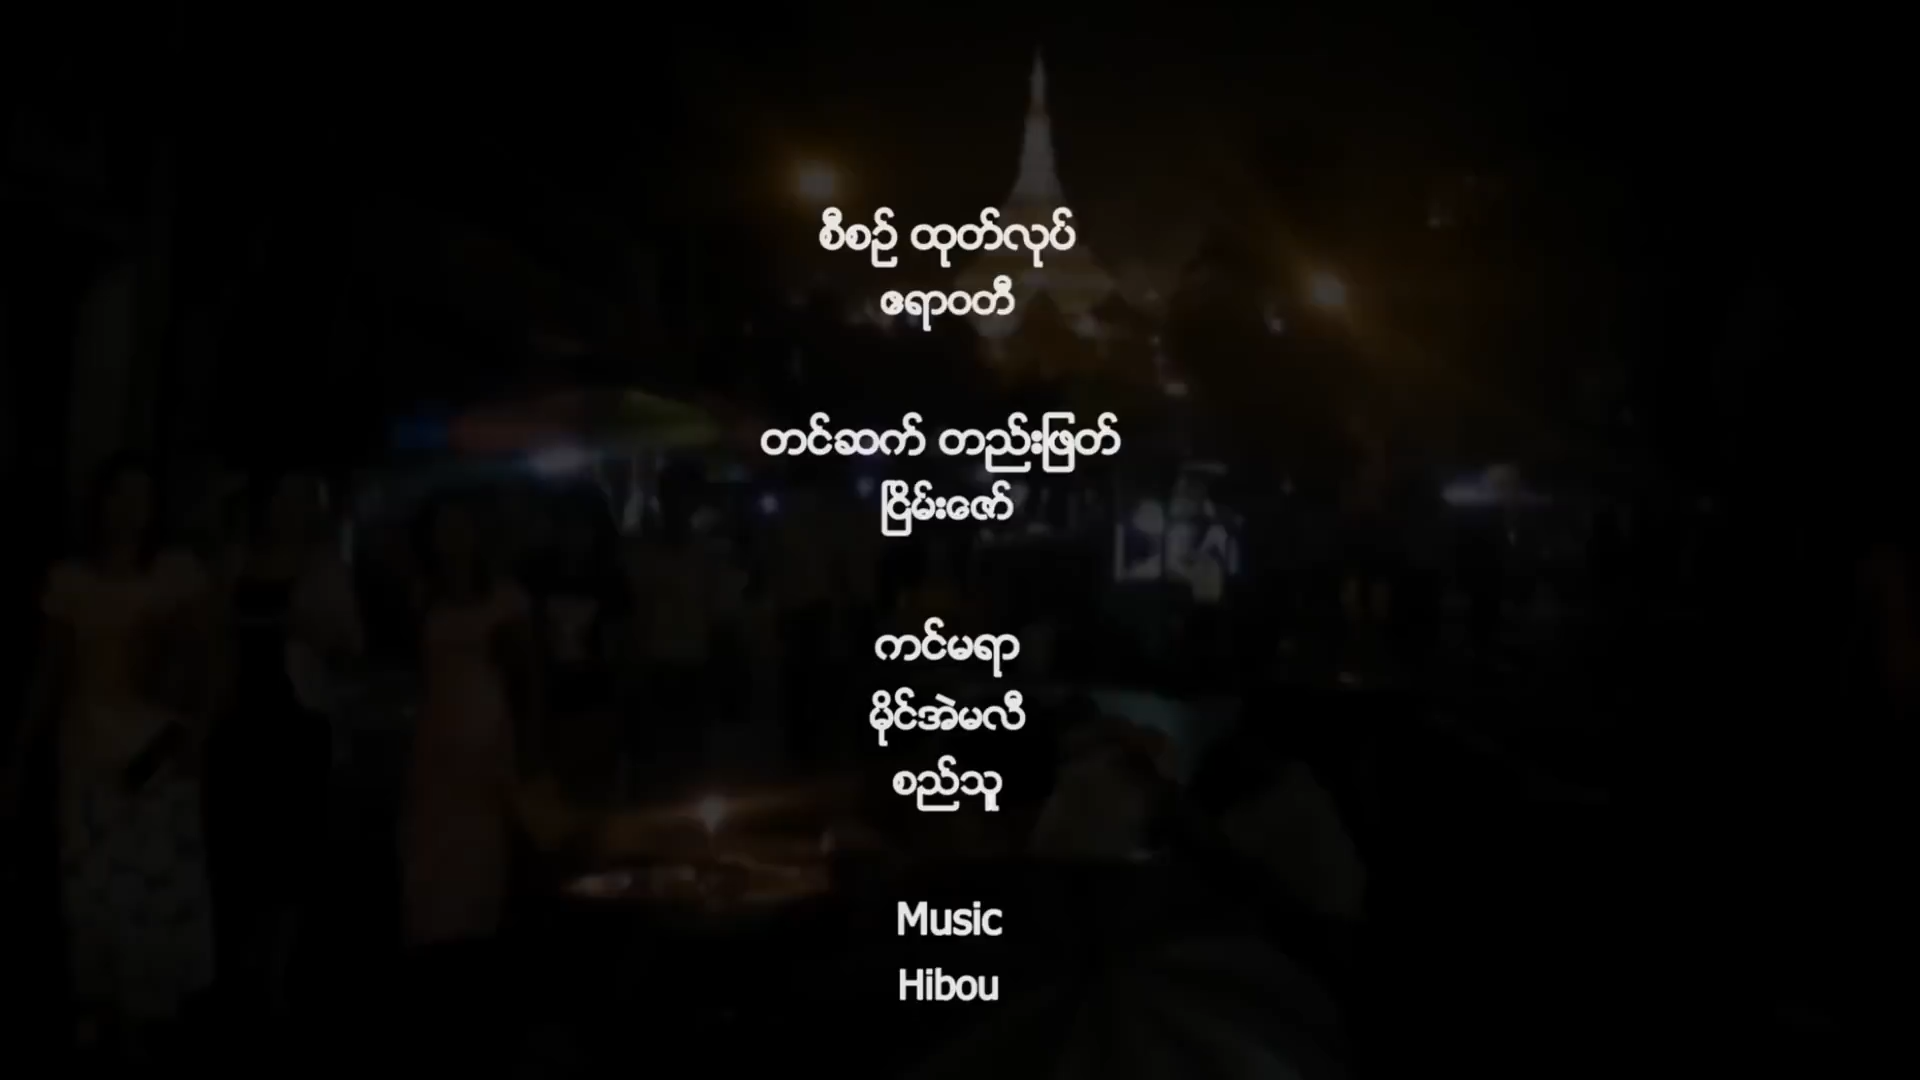 စီစဉ် ထုတ်လုပ်
ဧရာဝတီ
တင်ဆက် တည်းဖြတ်
ငြိမ်းဇော်
ကင်မရာ
မိုင်အဲမလီ
စည်သူ
Music
Hibou